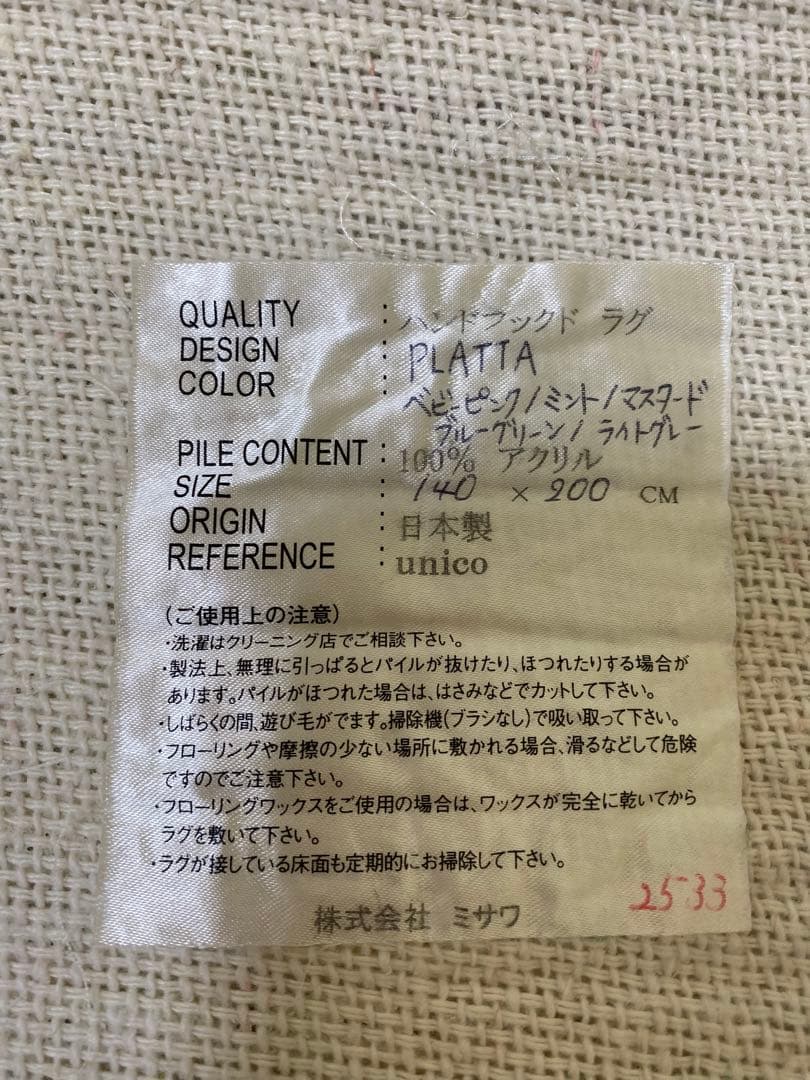 QUALITY : ハンドフックド ラグ
DESIGN : PLATTA
COLOR : ベビーピンク/ミント/マスタード
ブルーグリーン/ライトグレー
PILE CONTENT : 100% アクリル
SIZE : 140 × 200 CM
ORIGIN : 日本製
REFERENCE : unico
(ご使用上の注意)
・洗濯はクリーニング店でご相談下さい。
・製法上、無理に引っぱるとパイルが抜けたり、ほつれたりする場合が
あります。パイルがほつれた場合は、はさみなどでカットして下さい。
・しばらくの間、遊び毛がでます。掃除機(ブラシなし)で吸い取って下さい。
・フローリングや摩擦の少ない場所に敷かれる場合、滑るなどして危険
ですのでご注意下さい。
・フローリングワックスをご使用の場合は、ワックスが完全に乾いてから
ラグを敷いて下さい。
・ラグが接している床面も定期的にお掃除して下さい。
株式会社 ミサワ
2533